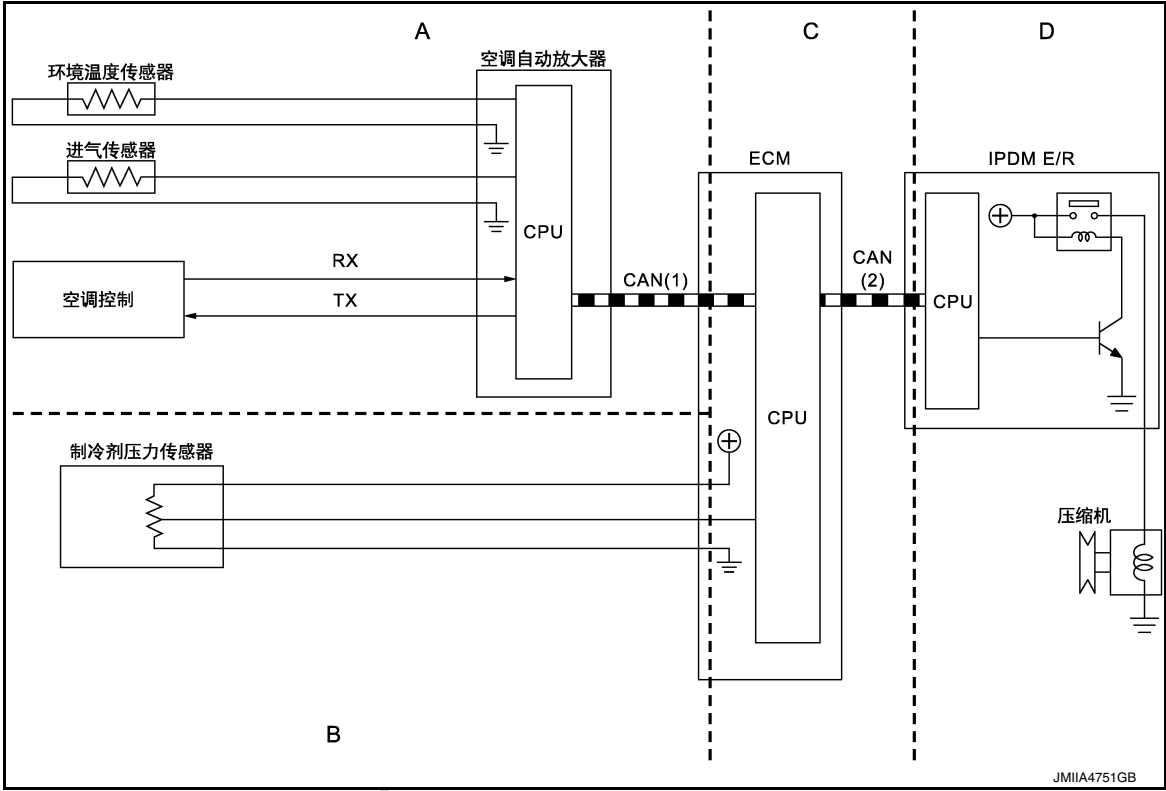 A
C
D
空调自动放大器
环境温度传感器
进气传感器
ECM
IPDM E/R
CPU
RX
TX
空调控制
CAN(1)
CAN
(2)
CPU
CPU
制冷剂压力传感器
压缩机
B
JMIIA4751GB